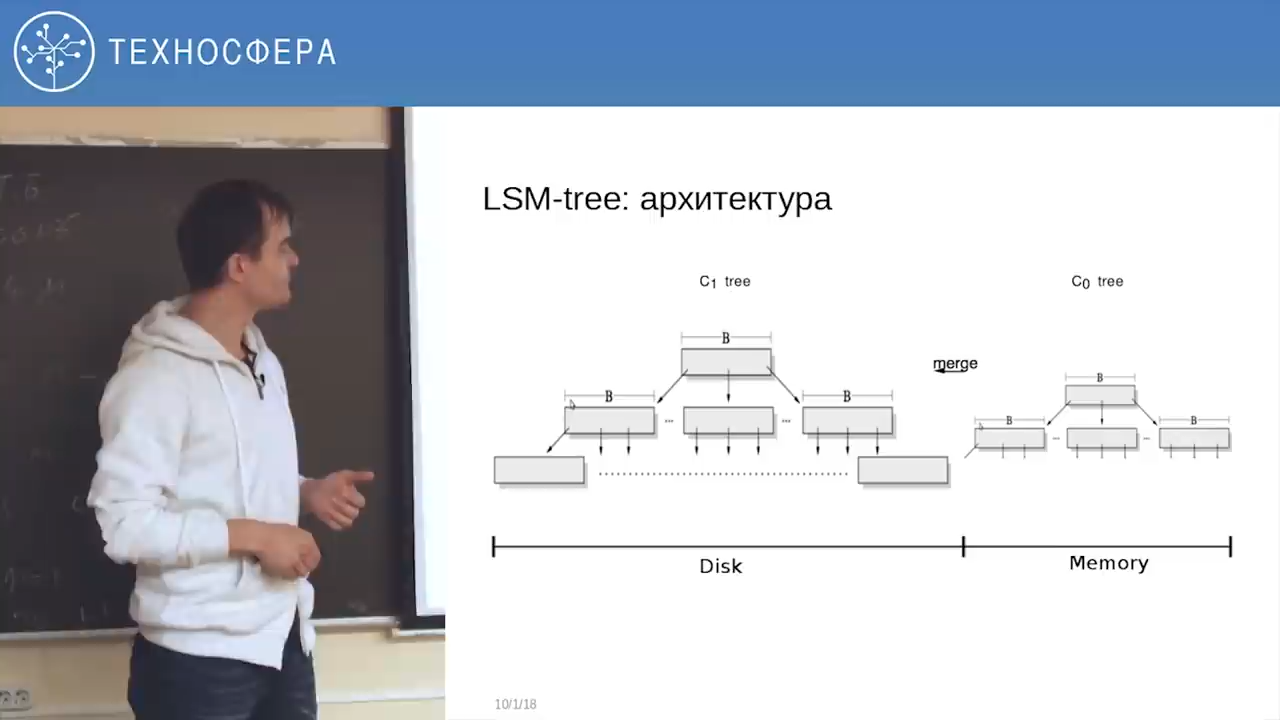 ТЕХНОСФЕРА
LSM-tree: архитектура
C1 tree
C0 tree
B
merge
B
B
B
B
B
...
...
...
...
Disk
Memory
10/1/18